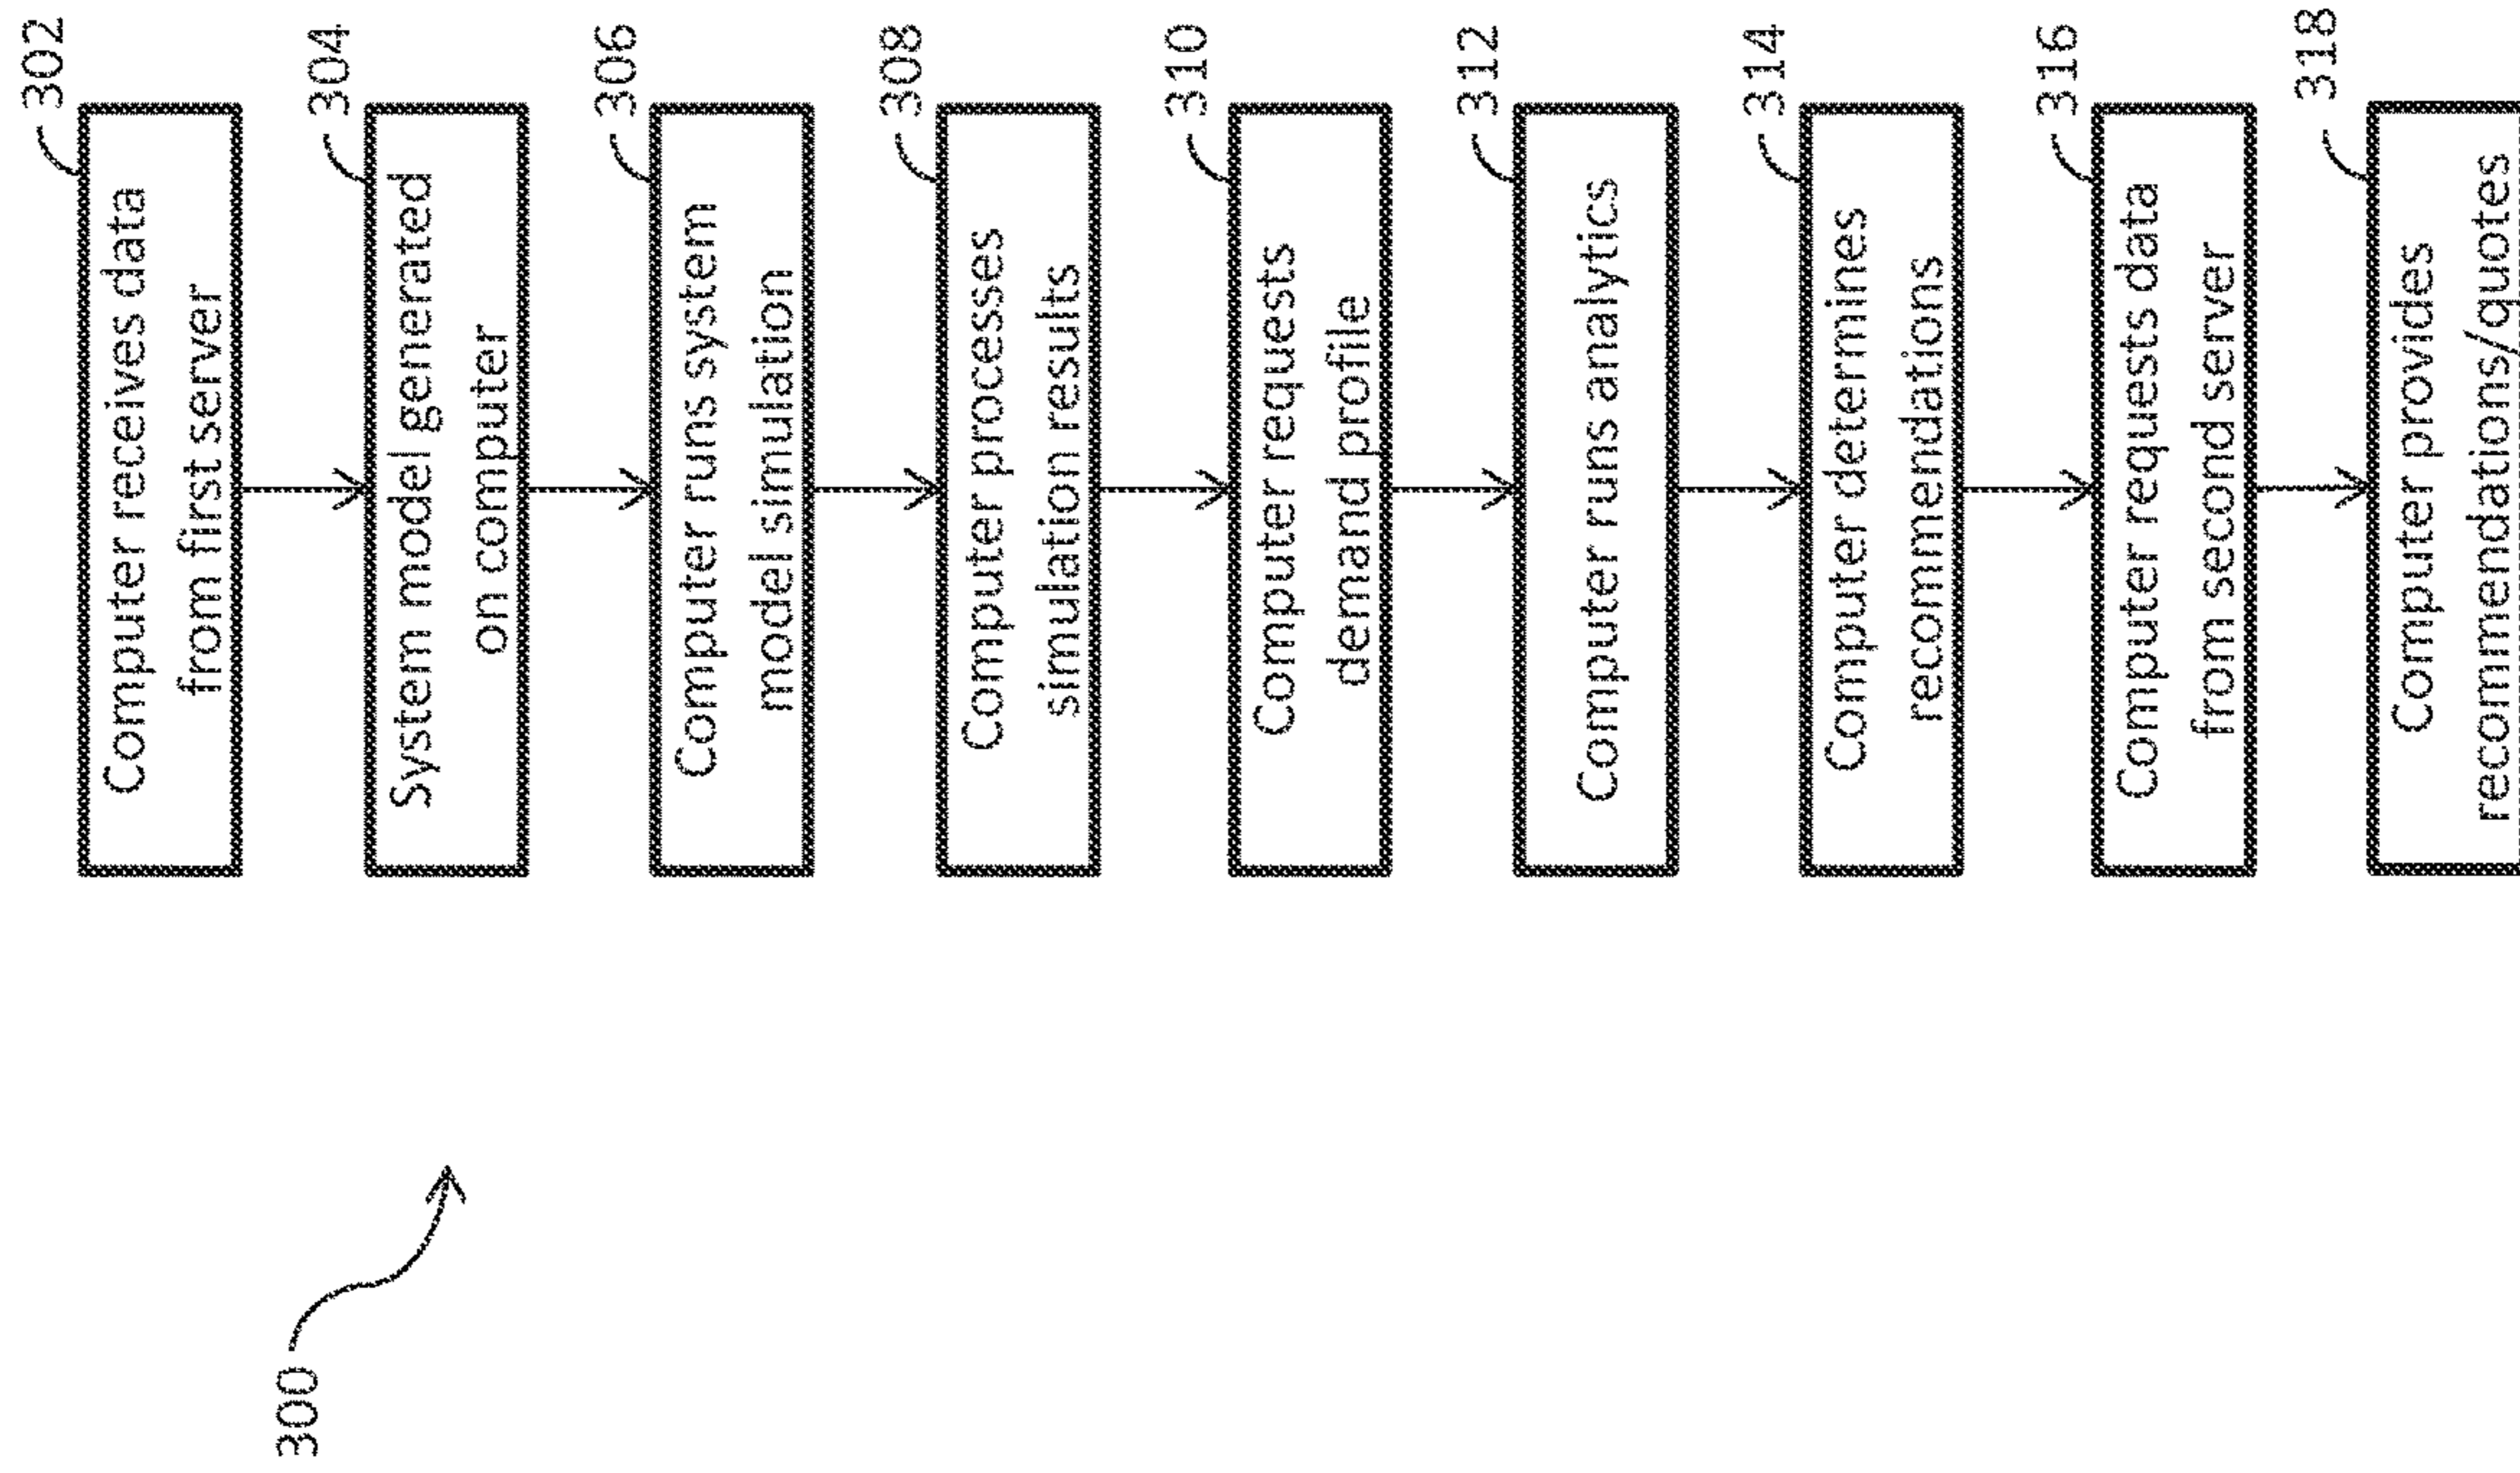 300
302
Computer receives data
from first server
304
System model generated
on computer
306
Computer runs system
model simulation
308
Computer processes
simulation results
310
Computer requests
demand profile
312
Computer runs analytics
314
Computer determines
recommendations
316
Computer requests data
from second server
318
Computer provides
recommendations/quotes